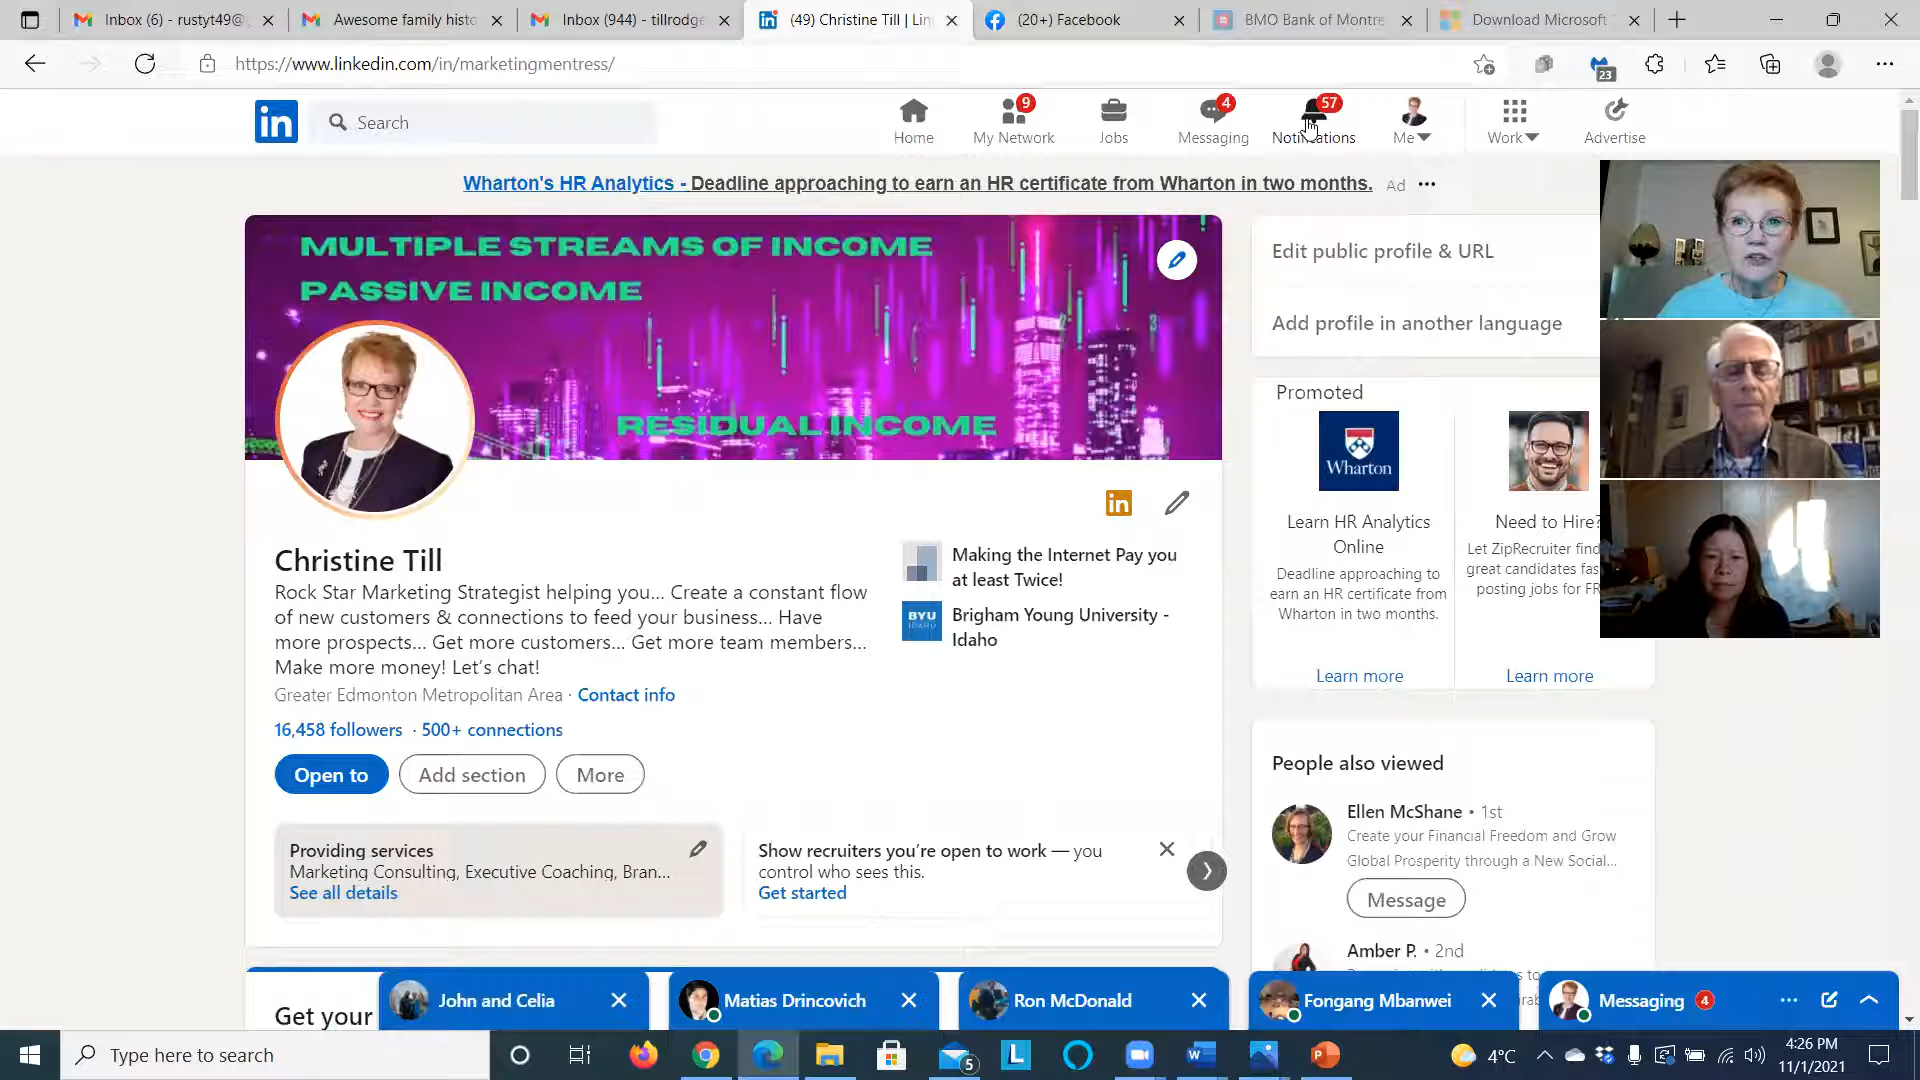 Inbox (6) - rustyt49@
Awesome family histo
Inbox (944) - tillrodge
(49) Christine Till | Lin
(20+) Facebook
BMO Bank of Montre
Download Microsoft
https://www.linkedin.com/in/marketingmentress/
23
in
Search
Home
9
My Network
Jobs
4
Messaging
57
Notifications
Me
Work
Advertise
Wharton's HR Analytics - Deadline approaching to earn an HR certificate from Wharton in two months.
Ad
MULTIPLE STREAMS OF INCOME
PASSIVE INCOME
RESIDUAL INCOME
in
Christine Till
Rock Star Marketing Strategist helping you... Create a constant flow
of new customers & connections to feed your business... Have
more prospects... Get more customers... Get more team members...
Make more money! Let's chat!
Greater Edmonton Metropolitan Area · Contact info
16,458 followers · 500+ connections
Open to
Add section
More
Making the Internet Pay you
at least Twice!
BYU
IDAHO
Brigham Young University -
Idaho
Providing services
Marketing Consulting, Executive Coaching, Bran...
See all details
Show recruiters you're open to work — you
control who sees this.
Get started
Get your
Edit public profile & URL
Add profile in another language
Promoted
Wharton
Learn HR Analytics
Online
Deadline approaching to
earn an HR certificate from
Wharton in two months.
Learn more
Need to Hire?
Let ZipRecruiter find
great candidates fas
posting jobs for FR
Learn more
People also viewed
Ellen McShane • 1st
Create your Financial Freedom and Grow
Global Prosperity through a New Social...
Message
Amber P. • 2nd
John and Celia
Matias Drincovich
Ron McDonald
Fongang Mbanwei
Messaging 4
Type here to search
5
4°C
4:26 PM
11/1/2021